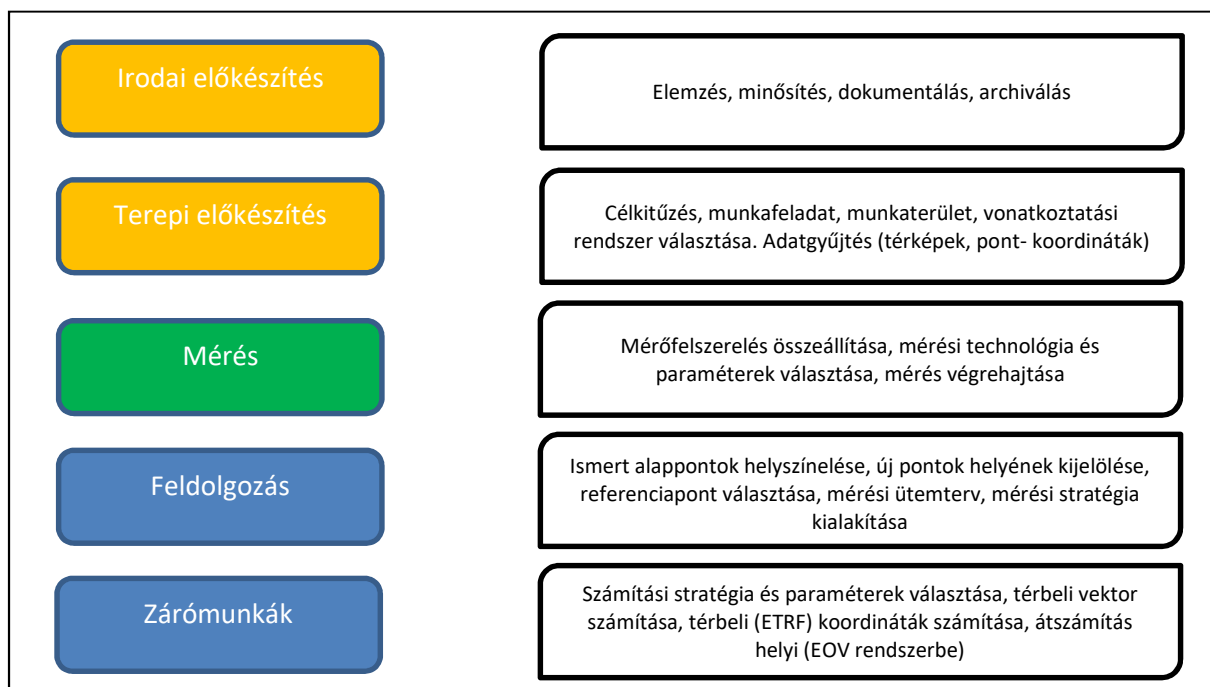 Irodai előkészítés
Elemzés, minősítés, dokumentálás, archiválás
Terepi előkészítés
Célkitűzés, munkafeladat, munkaterület, vonatkoztatási
rendszer választása. Adatgyűjtés (térképek, pont- koordináták)
Mérés
Mérőfelszerelés összeállítása, mérési technológia és
paraméterek választása, mérés végrehajtása
Feldolgozás
Ismert alappontok helyszínelése, új pontok helyének kijelölése,
referenciapont választása, mérési ütemterv, mérési stratégia
kialakítása
Zárómunkák
Számítási stratégia és paraméterek választása, térbeli vektor
számítása, térbeli (ETRF) koordináták számítása, átszámítás
helyi (EOV rendszerbe)